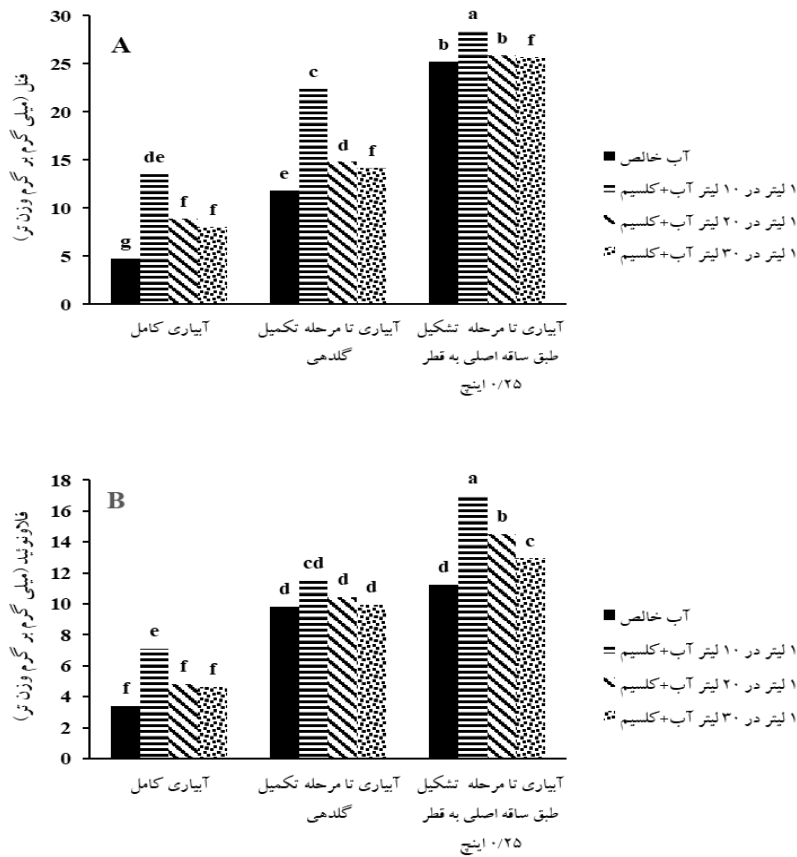 A
فنل (میلی گرم بر گرم وزن تر)
30
25
20
15
10
5
0
g
de
f
f
e
c
d
f
b
a
b
f
آبیاری کامل
آبیاری تا مرحله تکمیل
گلدهی
آبیاری تا مرحله تشکیل
طبق ساقه اصلی به قطر
۰/۲۵ اینچ
آب خالص
۱ لیتر در ۱۰ لیتر آب+کلسیم
۱ لیتر در ۲۰ لیتر آب+کلسیم
۱ لیتر در ۳۰ لیتر آب+کلسیم
B
فلاونوئید (میلی گرم بر گرم وزن تر)
18
16
14
12
10
8
6
4
2
0
f
e
f
f
d
cd
d
d
d
a
b
c
آبیاری کامل
آبیاری تا مرحله تکمیل
گلدهی
آبیاری تا مرحله تشکیل
طبق ساقه اصلی به قطر
۰/۲۵ اینچ
آب خالص
۱ لیتر در ۱۰ لیتر آب+کلسیم
۱ لیتر در ۲۰ لیتر آب+کلسیم
۱ لیتر در ۳۰ لیتر آب+کلسیم